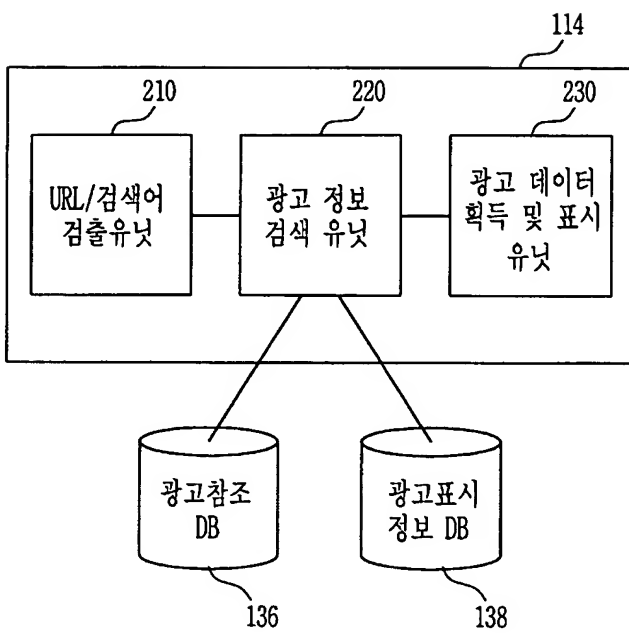 114
210
220
230
URL/검색어
검출유닛
광고 정보
검색 유닛
광고 데이터
획득 및 표시
유닛
광고참조
DB
광고표시
정보 DB
136
138